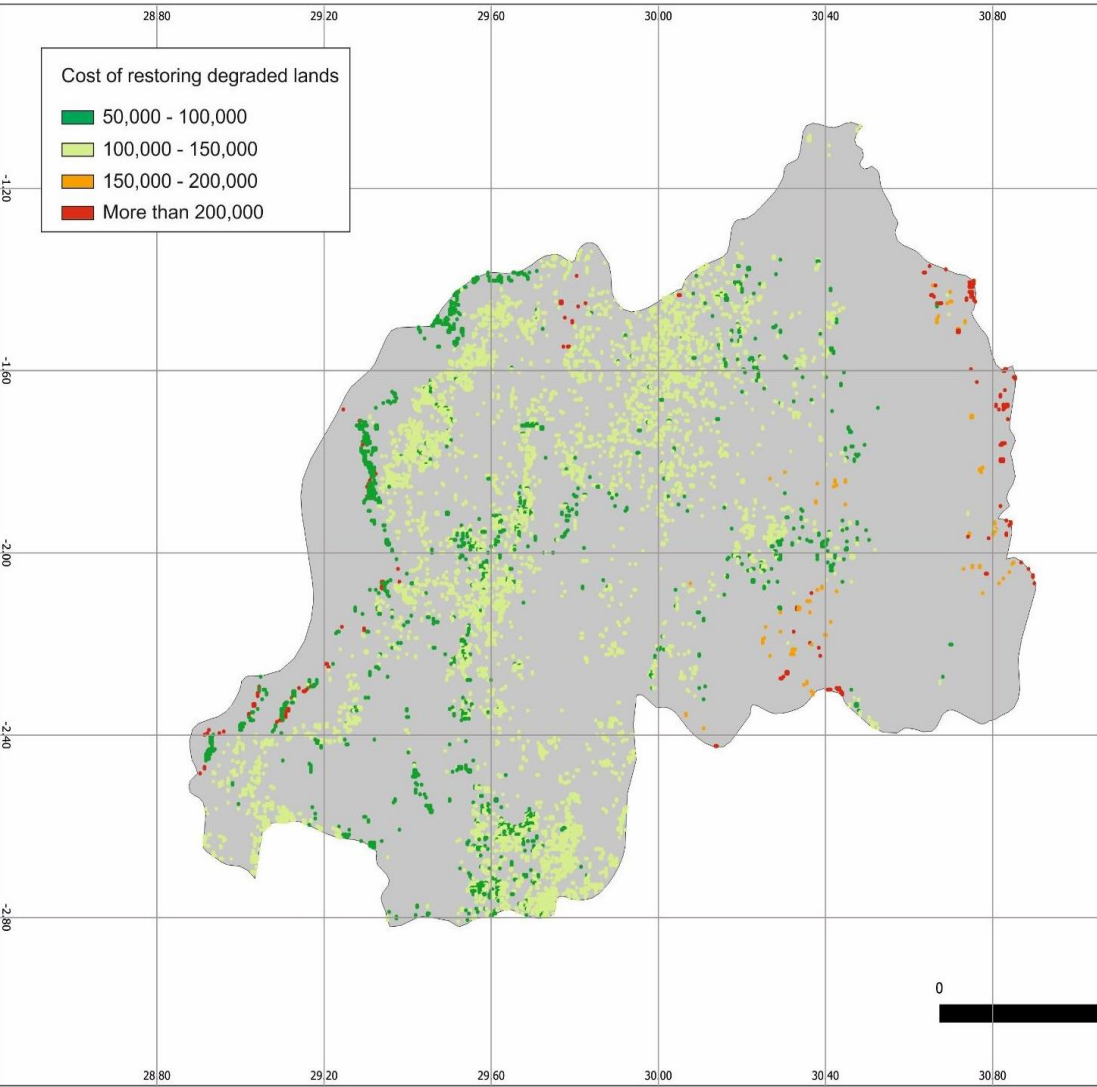 28.80 29.20 29.60 30.00 30.40 30.80
Cost of restoring degraded lands
50,000 - 100,000
100,000 - 150,000
150,000 - 200,000
More than 200,000
-1.20
-1.60
-2.00
-2.40
-2.80
0
28.80 29.20 29.60 30.00 30.40 30.80